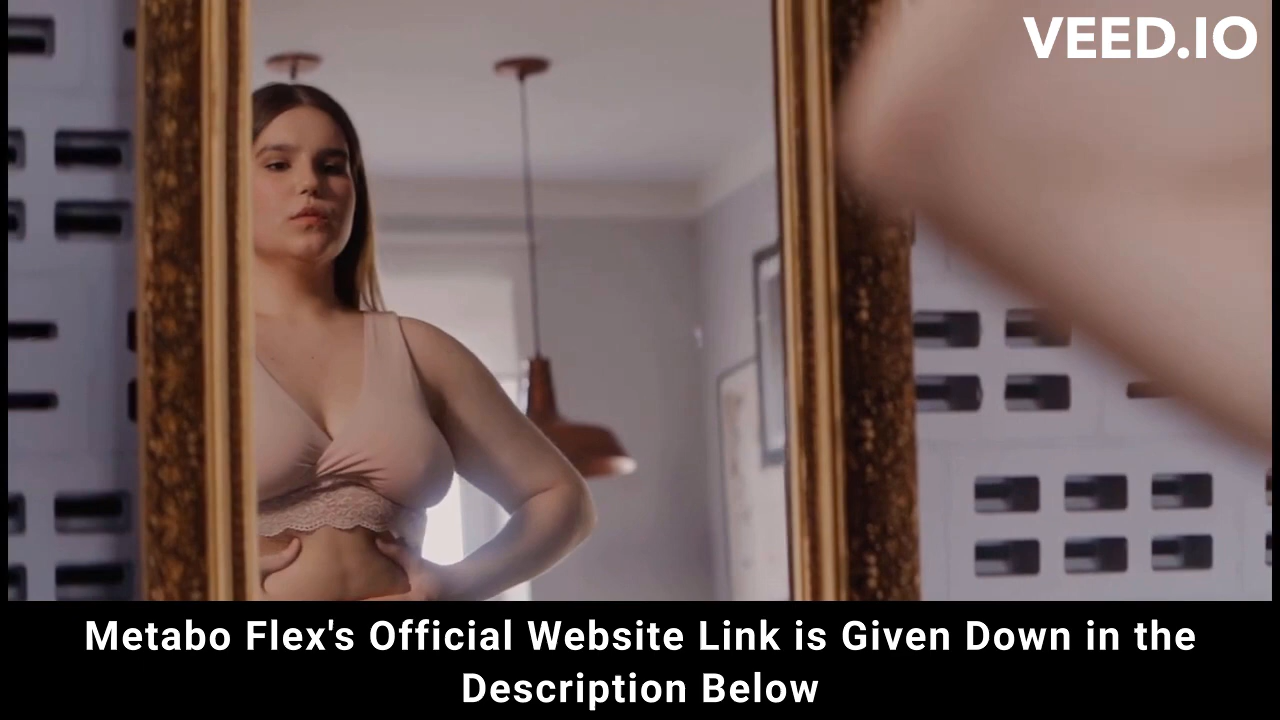 VEED.IO
Metabo Flex's Official Website Link is Given Down in the
Description Below